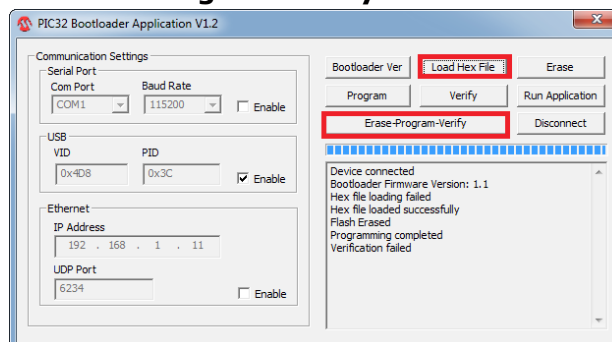 PIC32 Bootloader Application V1.2
Communication Settings
Serial Port
Com Port
Baud Rate
COM1
115200
Enable
USB
VID
PID
0x4D8
0x3C
Enable
Ethernet
IP Address
192 . 168 . 1 . 11
UDP Port
6234
Enable
Bootloader Ver
Load Hex File
Erase
Program
Verify
Run Application
Erase-Program-Verify
Disconnect
Device connected
Bootloader Firmware Version: 1.1
Hex file loading failed
Hex file loaded successfully
Flash Erased
Programming completed
Verification failed